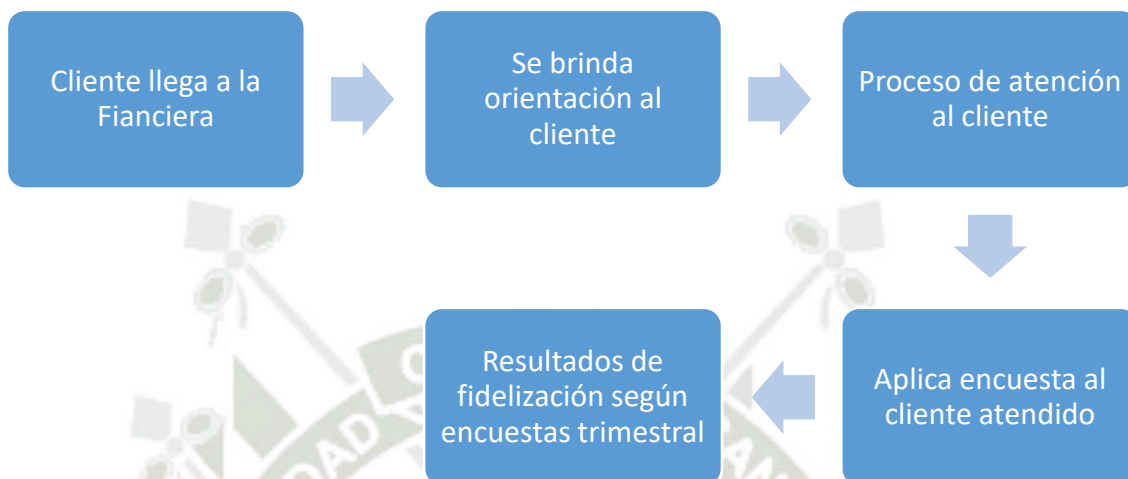 Cliente llega a la
Fianciera
Se brinda
orientación al
cliente
Proceso de atención
al cliente
Aplica encuesta al
cliente atendido
Resultados de
fidelización según
encuestas trimestral